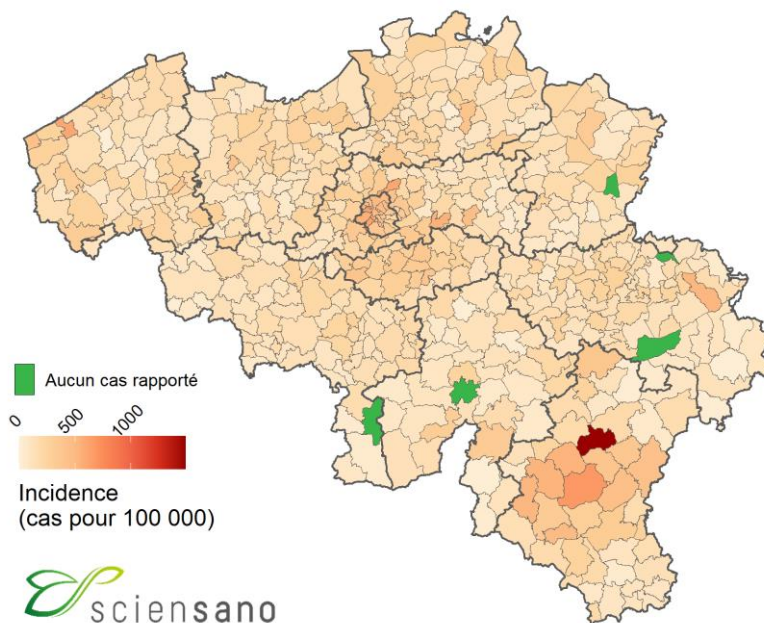 Aucun cas rapporté
0
500
1000
Incidence
(cas pour 100 000)
sciensano